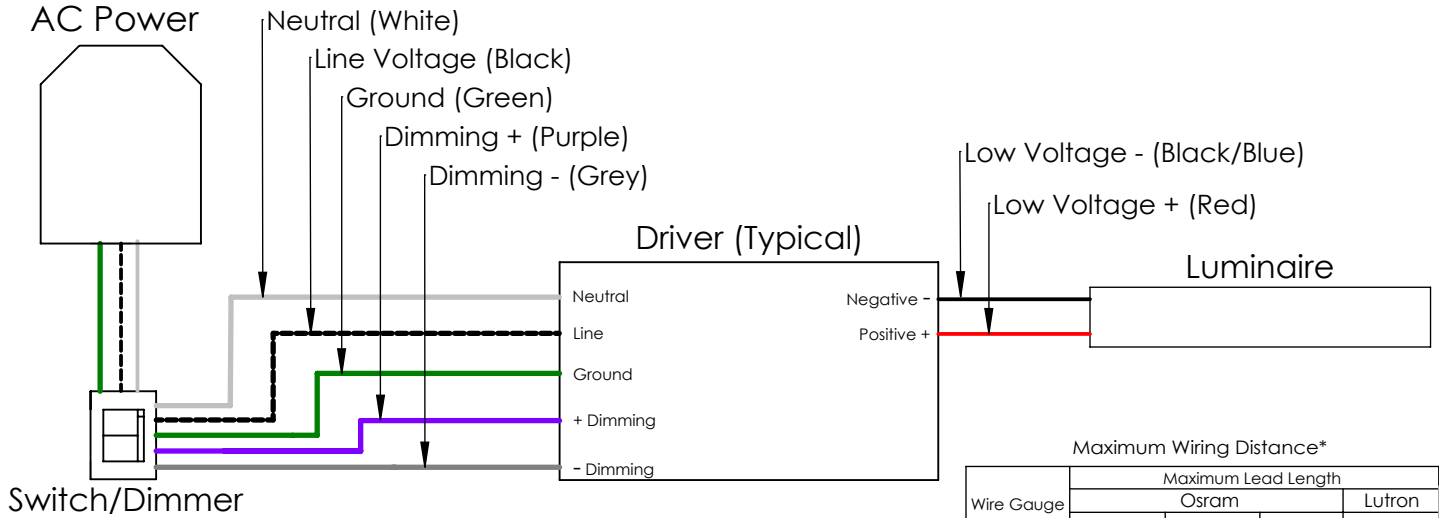 AC Power
Neutral (White)
Line Voltage (Black)
Ground (Green)
Dimming + (Purple)
Dimming - (Grey)
Low Voltage - (Black/Blue)
Low Voltage + (Red)
Driver (Typical)
Luminaire
Neutral
Negative -
Line
Positive +
Ground
+ Dimming
- Dimming
Switch/Dimmer
Maximum Wiring Distance*
Maximum Lead Length
Wire Gauge
Osram
Lutron